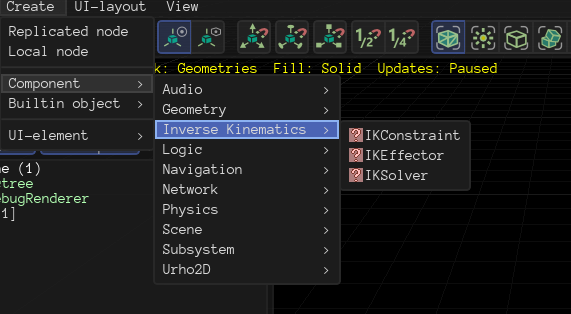 Create UI-layout View
Replicated node
Local node
k: Geometries Fill: Solid Updates: Paused
Component >
Builtin object >
UI-element >
Audio >
Geometry >
Inverse Kinematics >
Logic >
Navigation >
Network >
Physics >
Scene >
Subsystem >
Urho2D >
IKConstraint
IKEffector
IKSolver
1/2
1/4
ne (1)
tree
bugRenderer
1]